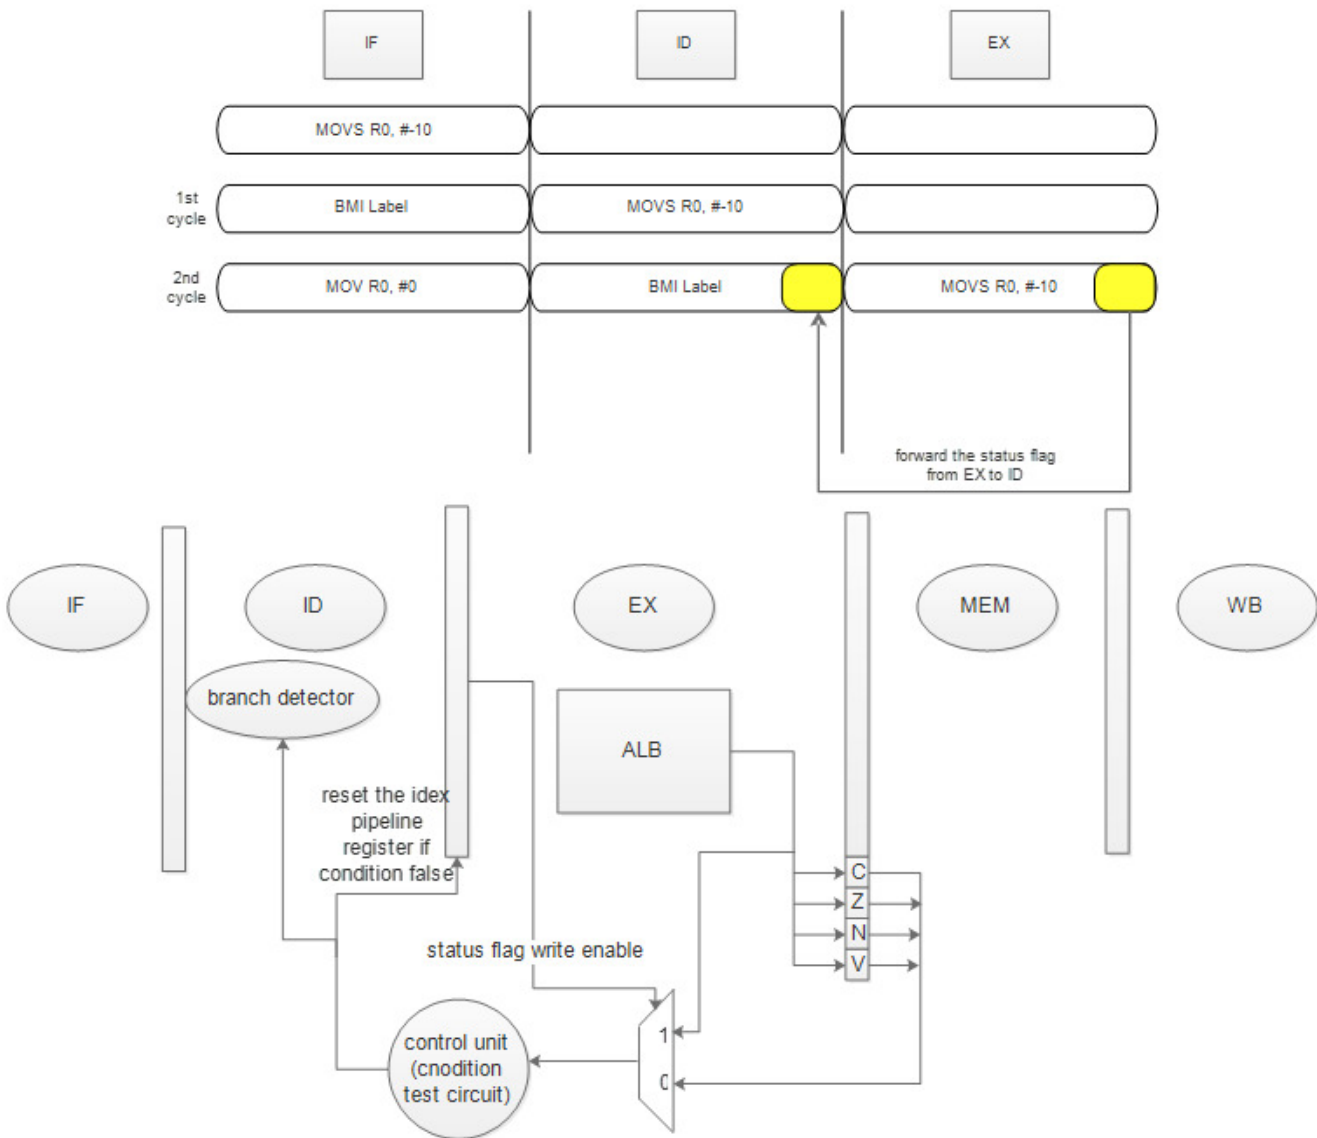 IF
ID
EX
MOVS R0, #-10
1st
cycle
BMI Label
MOVS R0, #-10
2nd
cycle
MOV R0, #0
BMI Label
MOVS R0, #-10
forward the status flag
from EX to ID
IF
ID
EX
MEM
WB
branch detector
ALB
reset the idex
pipeline
register if
condition false
C
Z
N
V
status flag write enable
1
0
control unit
(cnodition
test circuit)